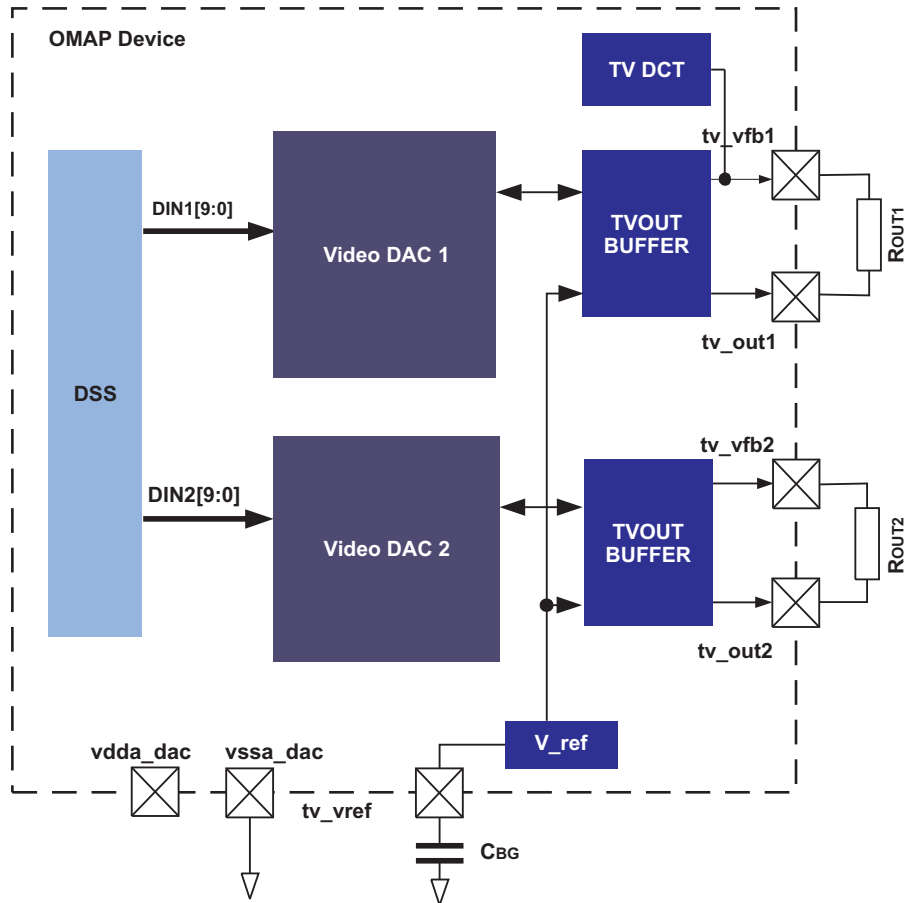 OMAP Device
TV DCT
tv_vfb1
DIN1[9:0]
Video DAC 1
TVOUT
BUFFER
ROUT1
tv_out1
DSS
tv_vfb2
DIN2[9:0]
Video DAC 2
TVOUT
BUFFER
ROUT2
tv_out2
V_ref
vdda_dac
vssa_dac
tv_vref
CBG